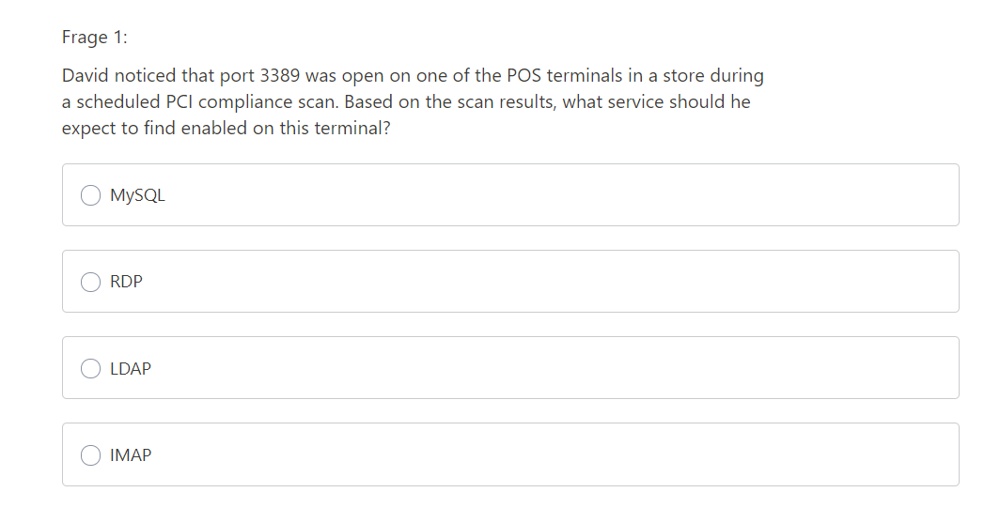 Frage 1:
David noticed that port 3389 was open on one of the POS terminals in a store during
a scheduled PCI compliance scan. Based on the scan results, what service should he
expect to find enabled on this terminal?
MySQL
RDP
LDAP
IMAP